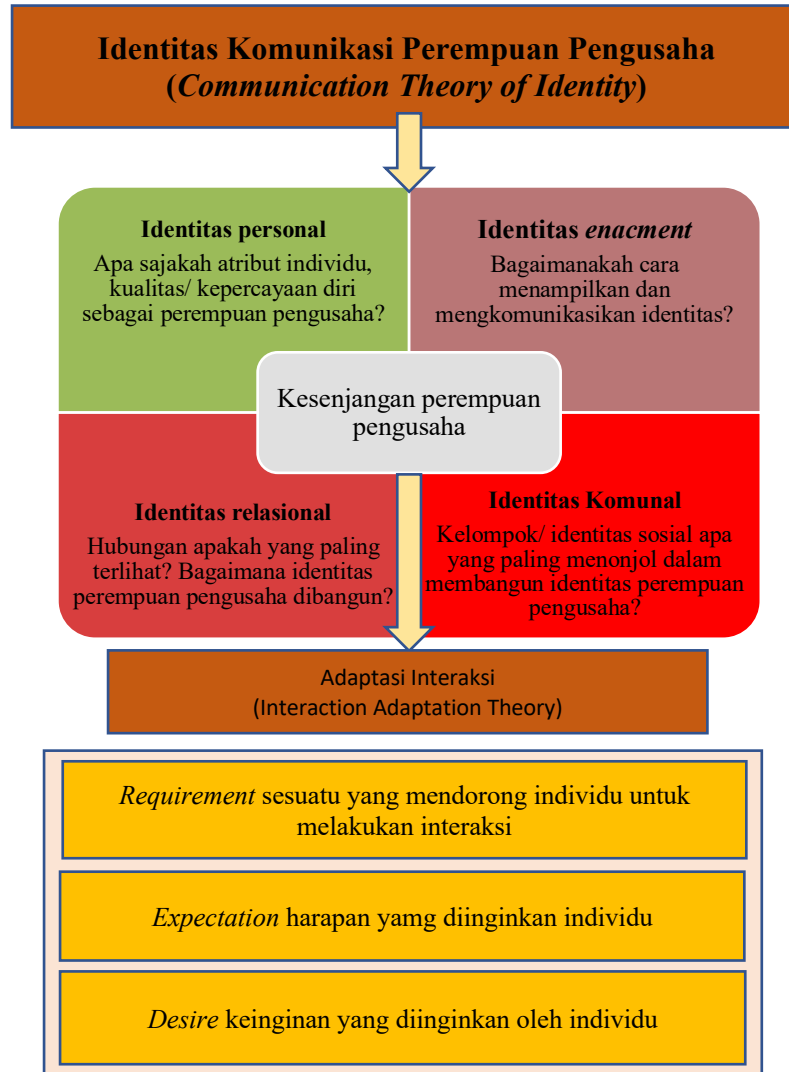 Identitas Komunikasi Perempuan Pengusaha
(Communication Theory of Identity)
Identitas personal
Apa sajakah atribut individu,
kualitas/ kepercayaan diri
sebagai perempuan pengusaha?
Identitas enacment
Bagaimanakah cara
menampilkan dan
mengkomunikasikan identitas?
Kesenjangan perempuan
pengusaha
Identitas relasional
Hubungan apakah yang paling
terlihat? Bagaimana identitas
perempuan pengusaha dibangun?
Identitas Komunal
Kelompok/ identitas sosial apa
yang paling menonjol dalam
membangun identitas perempuan
pengusaha?
Adaptasi Interaksi
(Interaction Adaptation Theory)
Requirement sesuatu yang mendorong individu untuk
melakukan interaksi
Expectation harapan yamg diinginkan individu
Desire keinginan yang diinginkan oleh individu